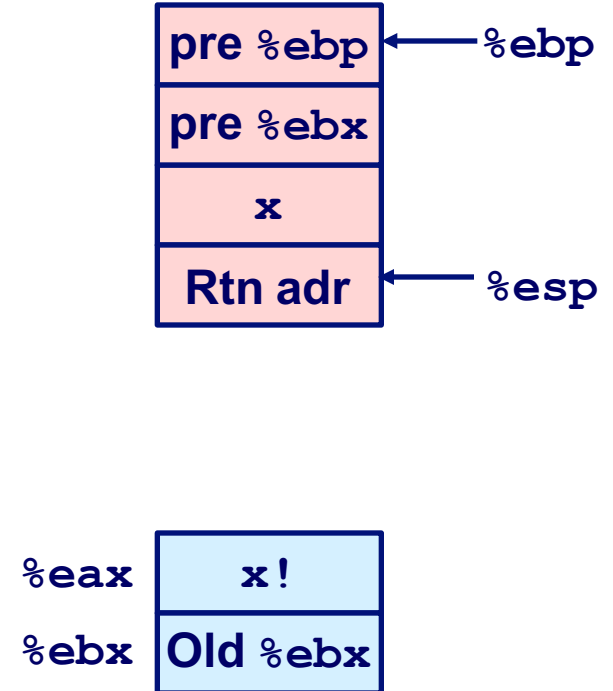 pre %ebp %ebp
pre %ebx
x
Rtn adr %esp
%eax x!
%ebx Old %ebx